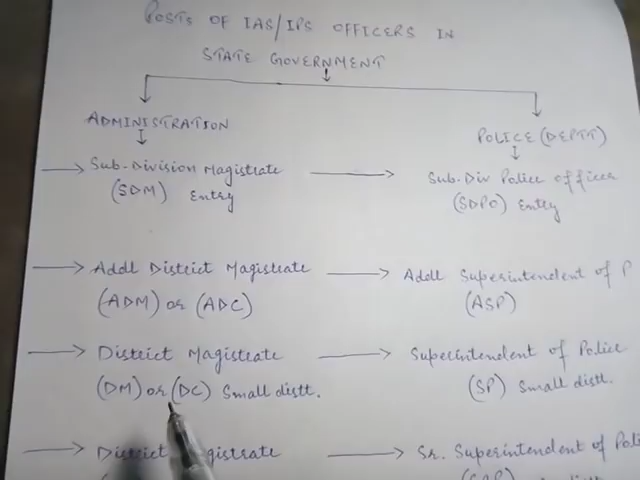 POSTS OF IAS/IPS OFFICERS IN
STATE GOVERNMENT
ADMINISTRATION
POLICE (DEPTT)
Sub-Division Magistrate
Sub. Div Police officer
(SDM) Entry
(SDPO) Entry
Addl District Magistrate
Addl Superintendent of P
(ADM) or (ADC)
(ASP)
District Magistrate
Superintendent of Police
(DM) or (DC) Small distt.
(SP) Small distt.
District Magistrate
Sr. Superintendent of Poli